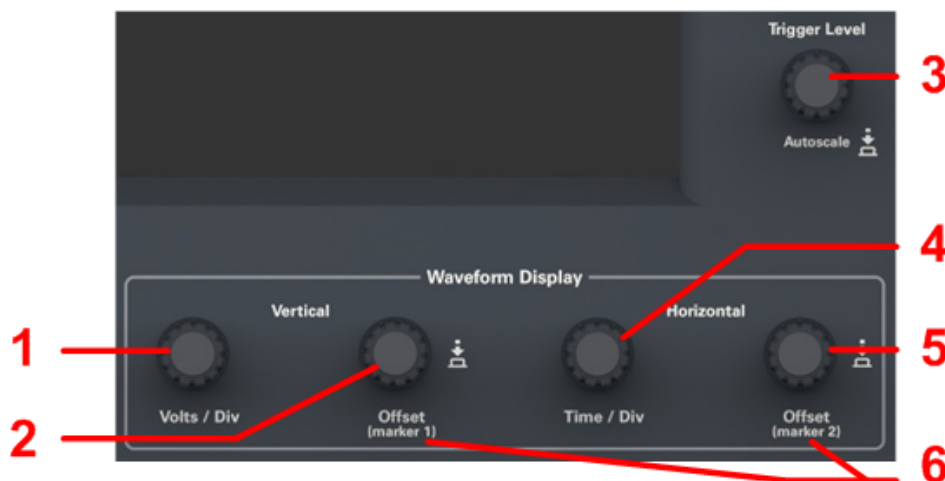 Trigger Level
3
Autoscale
4
Waveform Display
Vertical
Horizontal
1
5
Volts / Div
Offset
(marker 1)
Time / Div
Offset
(marker 2)
2
6